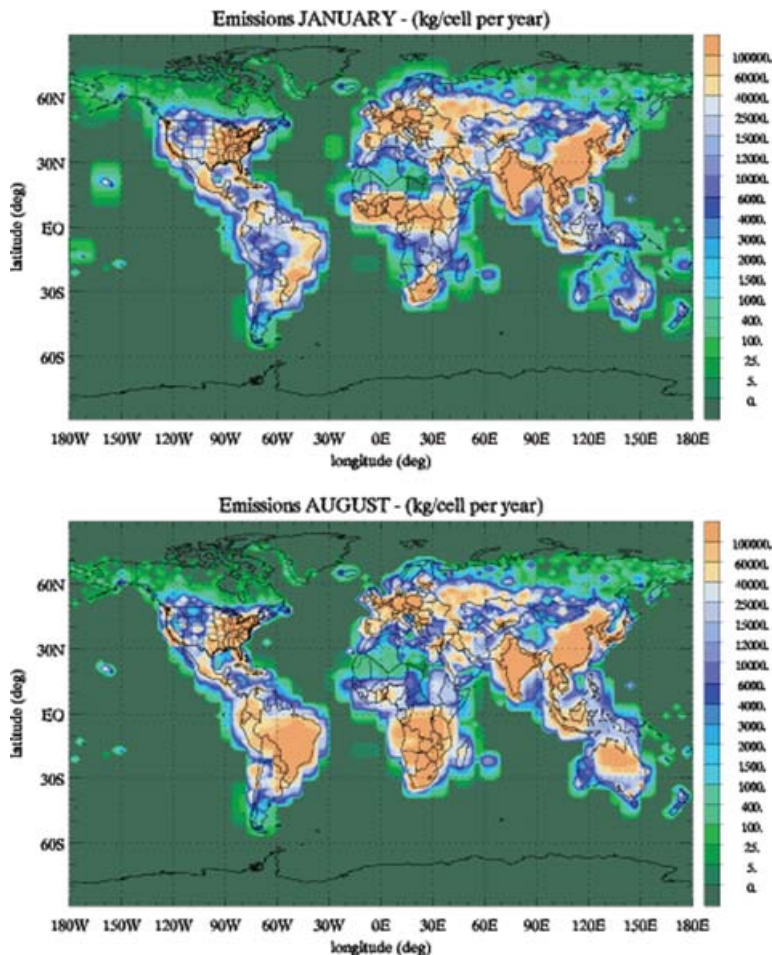 Emissions JANUARY - (kg/cell per year)
100000.
60000.
40000.
25000.
15000.
12000.
10000.
6000.
4000.
3000.
2000.
1500.
1000.
400.
100.
25.
5.
0.
latitude (deg)
60N
30N
1EQ
30S
60S
180W 150W 120W 90W 60W 30W 0E 30E 60E 90E 120E 150E 180E
longitude (deg)
Emissions AUGUST - (kg/cell per year)
100000.
60000.
40000.
25000.
15000.
12000.
10000.
6000.
4000.
3000.
2000.
1500.
1000.
400.
100.
25.
5.
0.
latitude (deg)
60N
30N
1EQ
30S
60S
180W 150W 120W 90W 60W 30W 0E 30E 60E 90E 120E 150E 180E
longitude (deg)